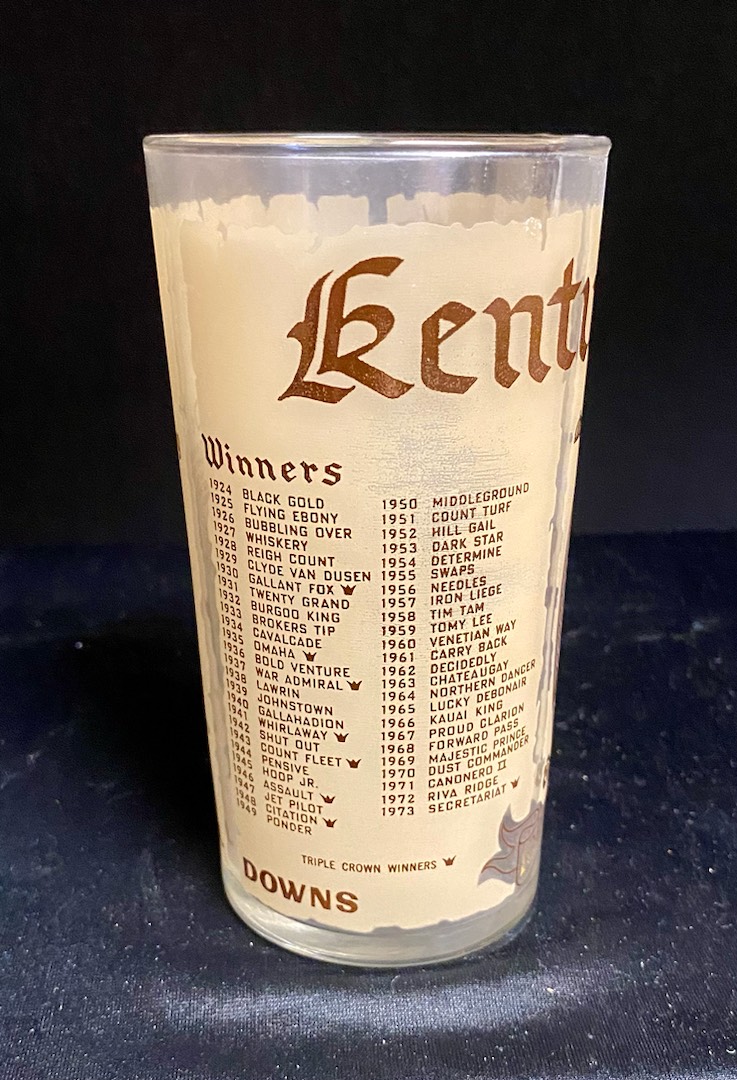 Kentu
Winners
1924 BLACK GOLD
1925 FLYING EBONY
1926 BUBBLING OVER
1927 WHISKERY
1928 REIGH COUNT
1929 CLYDE VAN DUSEN
1930 GALLANT FOX
1931 TWENTY GRAND
1932 BURGOO KING
1933 BROKERS TIP
1934 CAVALCADE
1935 OMAHA
1936 BOLD VENTURE
1937 WAR ADMIRAL
1938 LAWRIN
1939 JOHNSTOWN
1940 GALLAHADION
1941 WHIRLAWAY
1942 SHUT OUT
1943 COUNT FLEET
1944 PENSIVE
1945 HOOP JR.
1946 ASSAULT
1947 JET PILOT
1948 CITATION
1949 PONDER
1950 MIDDLEGROUND
1951 COUNT TURF
1952 HILL GAIL
1953 DARK STAR
1954 DETERMINE
1955 SWAPS
1956 NEEDLES
1957 IRON LIEGE
1958 TIM TAM
1959 TOMY LEE
1960 VENETIAN WAY
1961 CARRY BACK
1962 DECIDEDLY
1963 CHATEAUGAY
1964 NORTHERN DANCER
1965 LUCKY DEBONAIR
1966 KAUAI KING
1967 PROUD CLARION
1968 FORWARD PASS
1969 MAJESTIC PRINCE
1970 DUST COMMANDER
1971 CANONERO II
1972 RIVA RIDGE
1973 SECRETARIAT
TRIPLE CROWN WINNERS
DOWNS